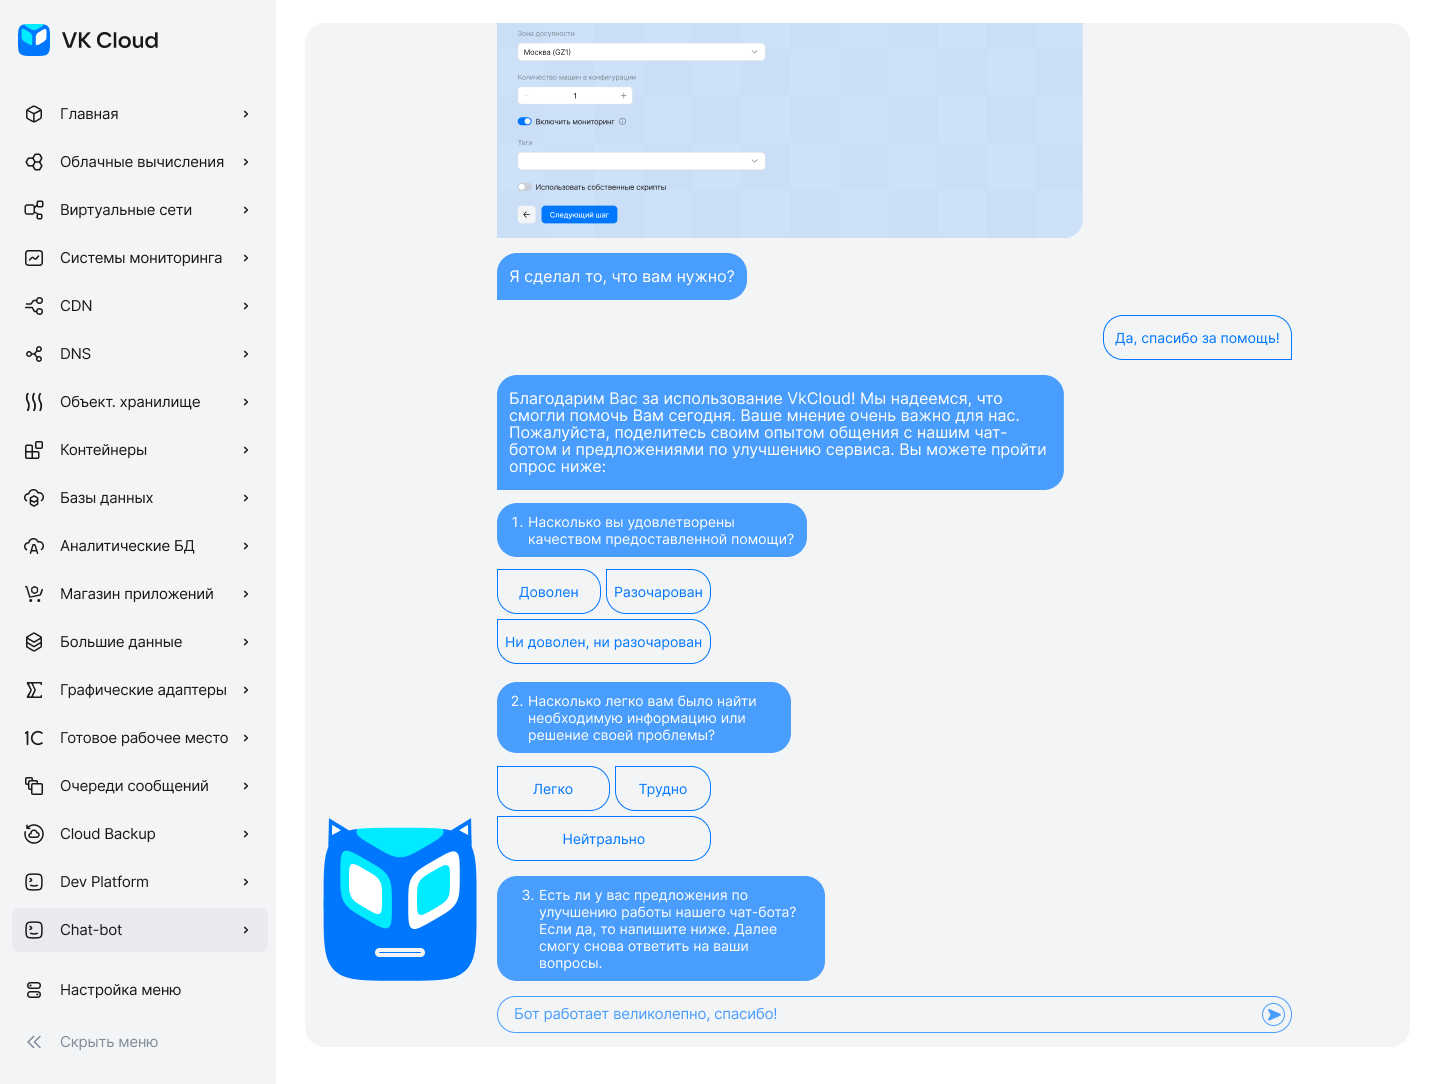 VK Cloud
Главная
Облачные вычисления
Виртуальные сети
Системы мониторинга
CDN
DNS
Объект. хранилище
Контейнеры
Базы данных
Аналитические БД
Магазин приложений
Большие данные
Графические адаптеры
1C Готовое рабочее место
Очереди сообщений
Cloud Backup
Dev Platform
Chat-bot
Настройка меню
Скрыть меню
Зона досупности
Москва (GZ1)
Количество машин в конфигурации
− 1 +
Включить мониторинг
Теги
Использовать собственные скрипты
Следующий шаг
Я сделал то, что вам нужно?
Да, спасибо за помощь!
Благодарим Вас за использование VkCloud! Мы надеемся, что
смогли помочь Вам сегодня. Ваше мнение очень важно для нас.
Пожалуйста, поделитесь своим опытом общения с нашим чат-
ботом и предложениями по улучшению сервиса. Вы можете пройти
опрос ниже:
1. Насколько вы удовлетворены
качеством предоставленной помощи?
Доволен Разочарован
Ни доволен, ни разочарован
2. Насколько легко вам было найти
необходимую информацию или
решение своей проблемы?
Легко Трудно
Нейтрально
3. Есть ли у вас предложения по
улучшению работы нашего чат-бота?
Если да, то напишите ниже. Далее
смогу снова ответить на ваши
вопросы.
Бот работает великолепно, спасибо!